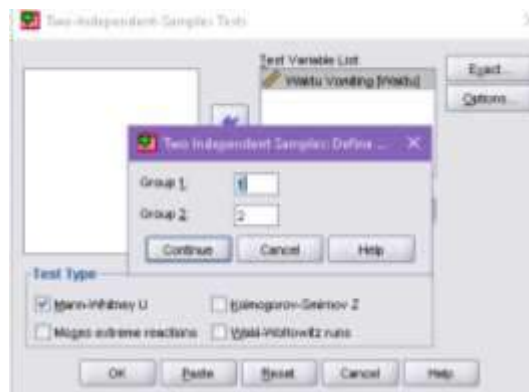 Two-Independent-Samples Tests
Test Variable List:
Waktu Vonding [Waktu]
Exact...
Options...
Two Independent Samples: Define ...
Group 1:
1
Group 2:
2
Continue
Cancel
Help
Test Type
Mann-Whitney U
Kolmogorov-Smirnov Z
Moses extreme reactions
Wald-Wolfowitz runs
OK
Paste
Reset
Cancel
Help